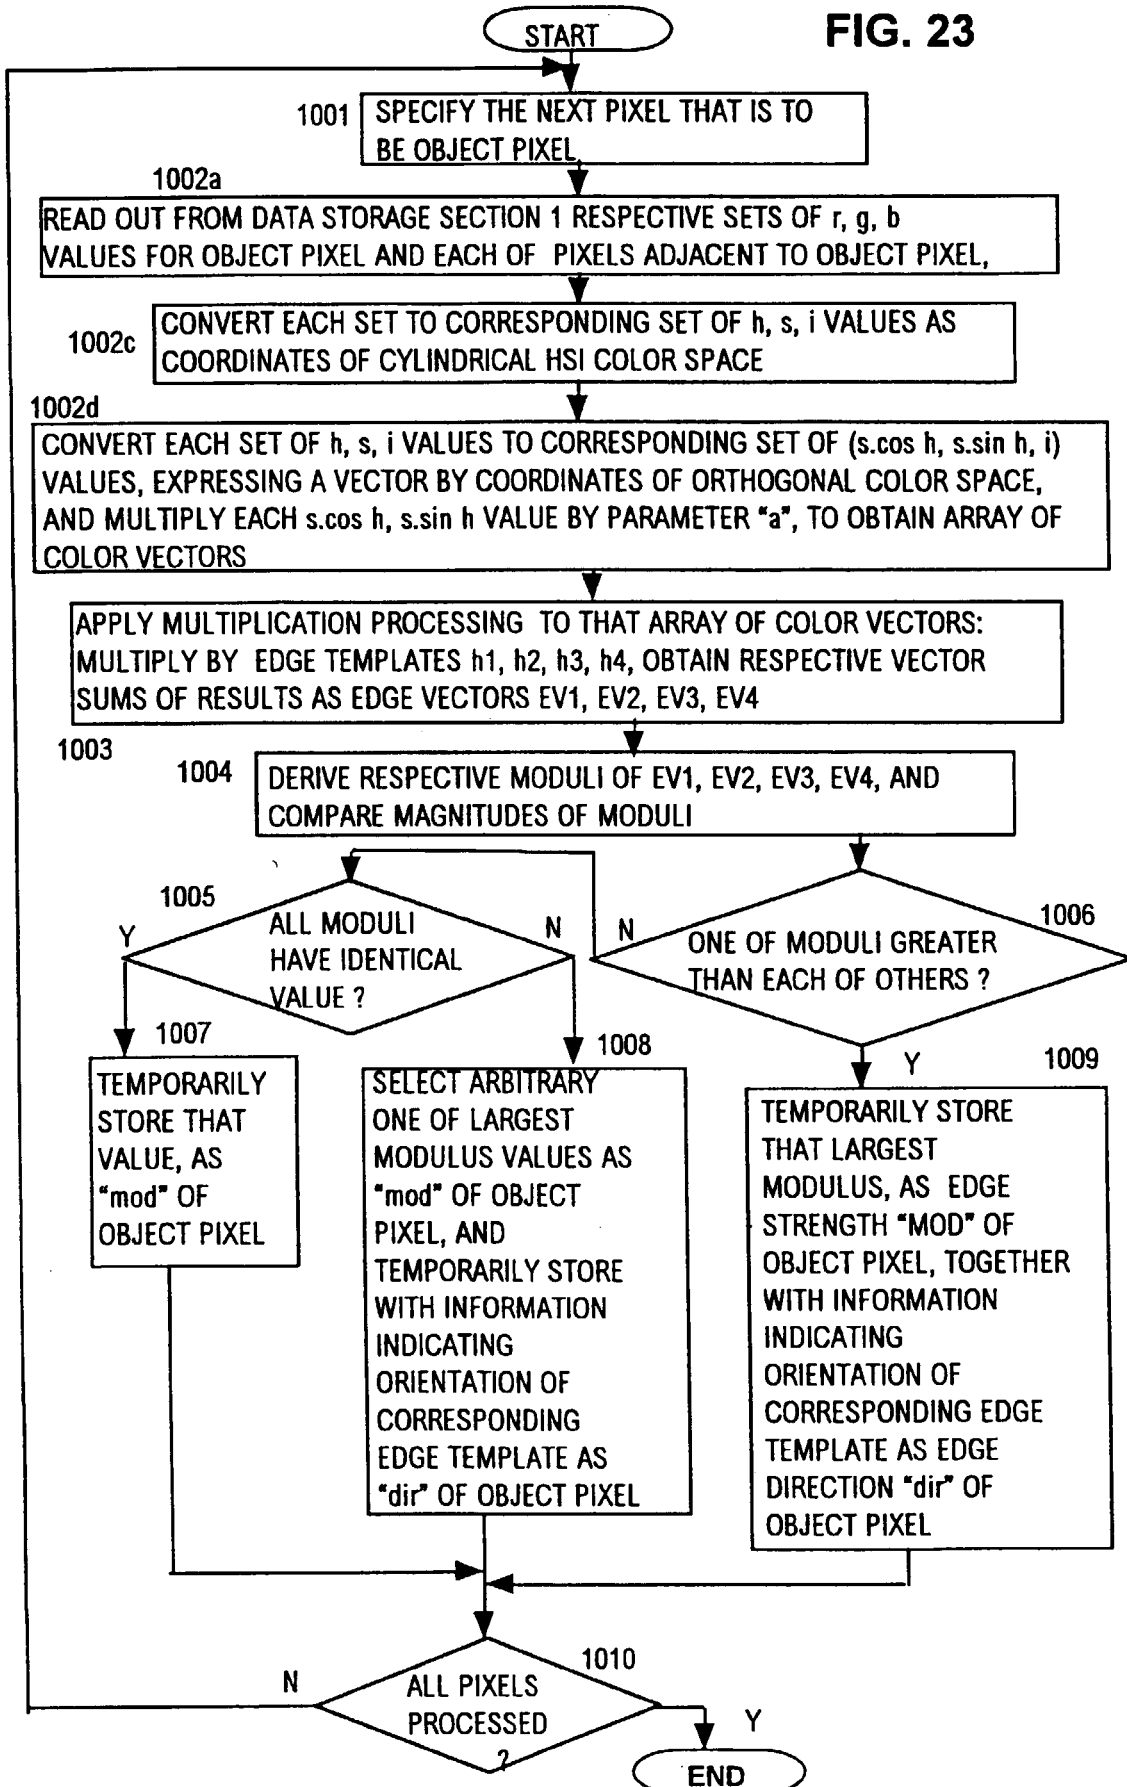 FIG. 23
START
1001
SPECIFY THE NEXT PIXEL THAT IS TO
BE OBJECT PIXEL
1002a
READ OUT FROM DATA STORAGE SECTION 1 RESPECTIVE SETS OF r, g, b
VALUES FOR OBJECT PIXEL AND EACH OF PIXELS ADJACENT TO OBJECT PIXEL,
1002c
CONVERT EACH SET TO CORRESPONDING SET OF h, s, i VALUES AS
COORDINATES OF CYLINDRICAL HSI COLOR SPACE
1002d
CONVERT EACH SET OF h, s, i VALUES TO CORRESPONDING SET OF (s.cos h, s.sin h, i)
VALUES, EXPRESSING A VECTOR BY COORDINATES OF ORTHOGONAL COLOR SPACE,
AND MULTIPLY EACH s.cos h, s.sin h VALUE BY PARAMETER "a", TO OBTAIN ARRAY OF
COLOR VECTORS
APPLY MULTIPLICATION PROCESSING TO THAT ARRAY OF COLOR VECTORS:
MULTIPLY BY EDGE TEMPLATES h1, h2, h3, h4, OBTAIN RESPECTIVE VECTOR
SUMS OF RESULTS AS EDGE VECTORS EV1, EV2, EV3, EV4
1003
1004
DERIVE RESPECTIVE MODULI OF EV1, EV2, EV3, EV4, AND
COMPARE MAGNITUDES OF MODULI
1005
Y
ALL MODULI
HAVE IDENTICAL
VALUE ?
N
N
1006
ONE OF MODULI GREATER
THAN EACH OF OTHERS ?
Y
1007
TEMPORARILY
STORE THAT
VALUE, AS
"mod" OF
OBJECT PIXEL
1008
SELECT ARBITRARY
ONE OF LARGEST
MODULUS VALUES AS
"mod" OF OBJECT
PIXEL, AND
TEMPORARILY STORE
WITH INFORMATION
INDICATING
ORIENTATION OF
CORRESPONDING
EDGE TEMPLATE AS
"dir" OF OBJECT PIXEL
1009
TEMPORARILY STORE
THAT LARGEST
MODULUS, AS EDGE
STRENGTH "MOD" OF
OBJECT PIXEL, TOGETHER
WITH INFORMATION
INDICATING
ORIENTATION OF
CORRESPONDING EDGE
TEMPLATE AS EDGE
DIRECTION "dir" OF
OBJECT PIXEL
1010
N
ALL PIXELS
PROCESSED
?
Y
END